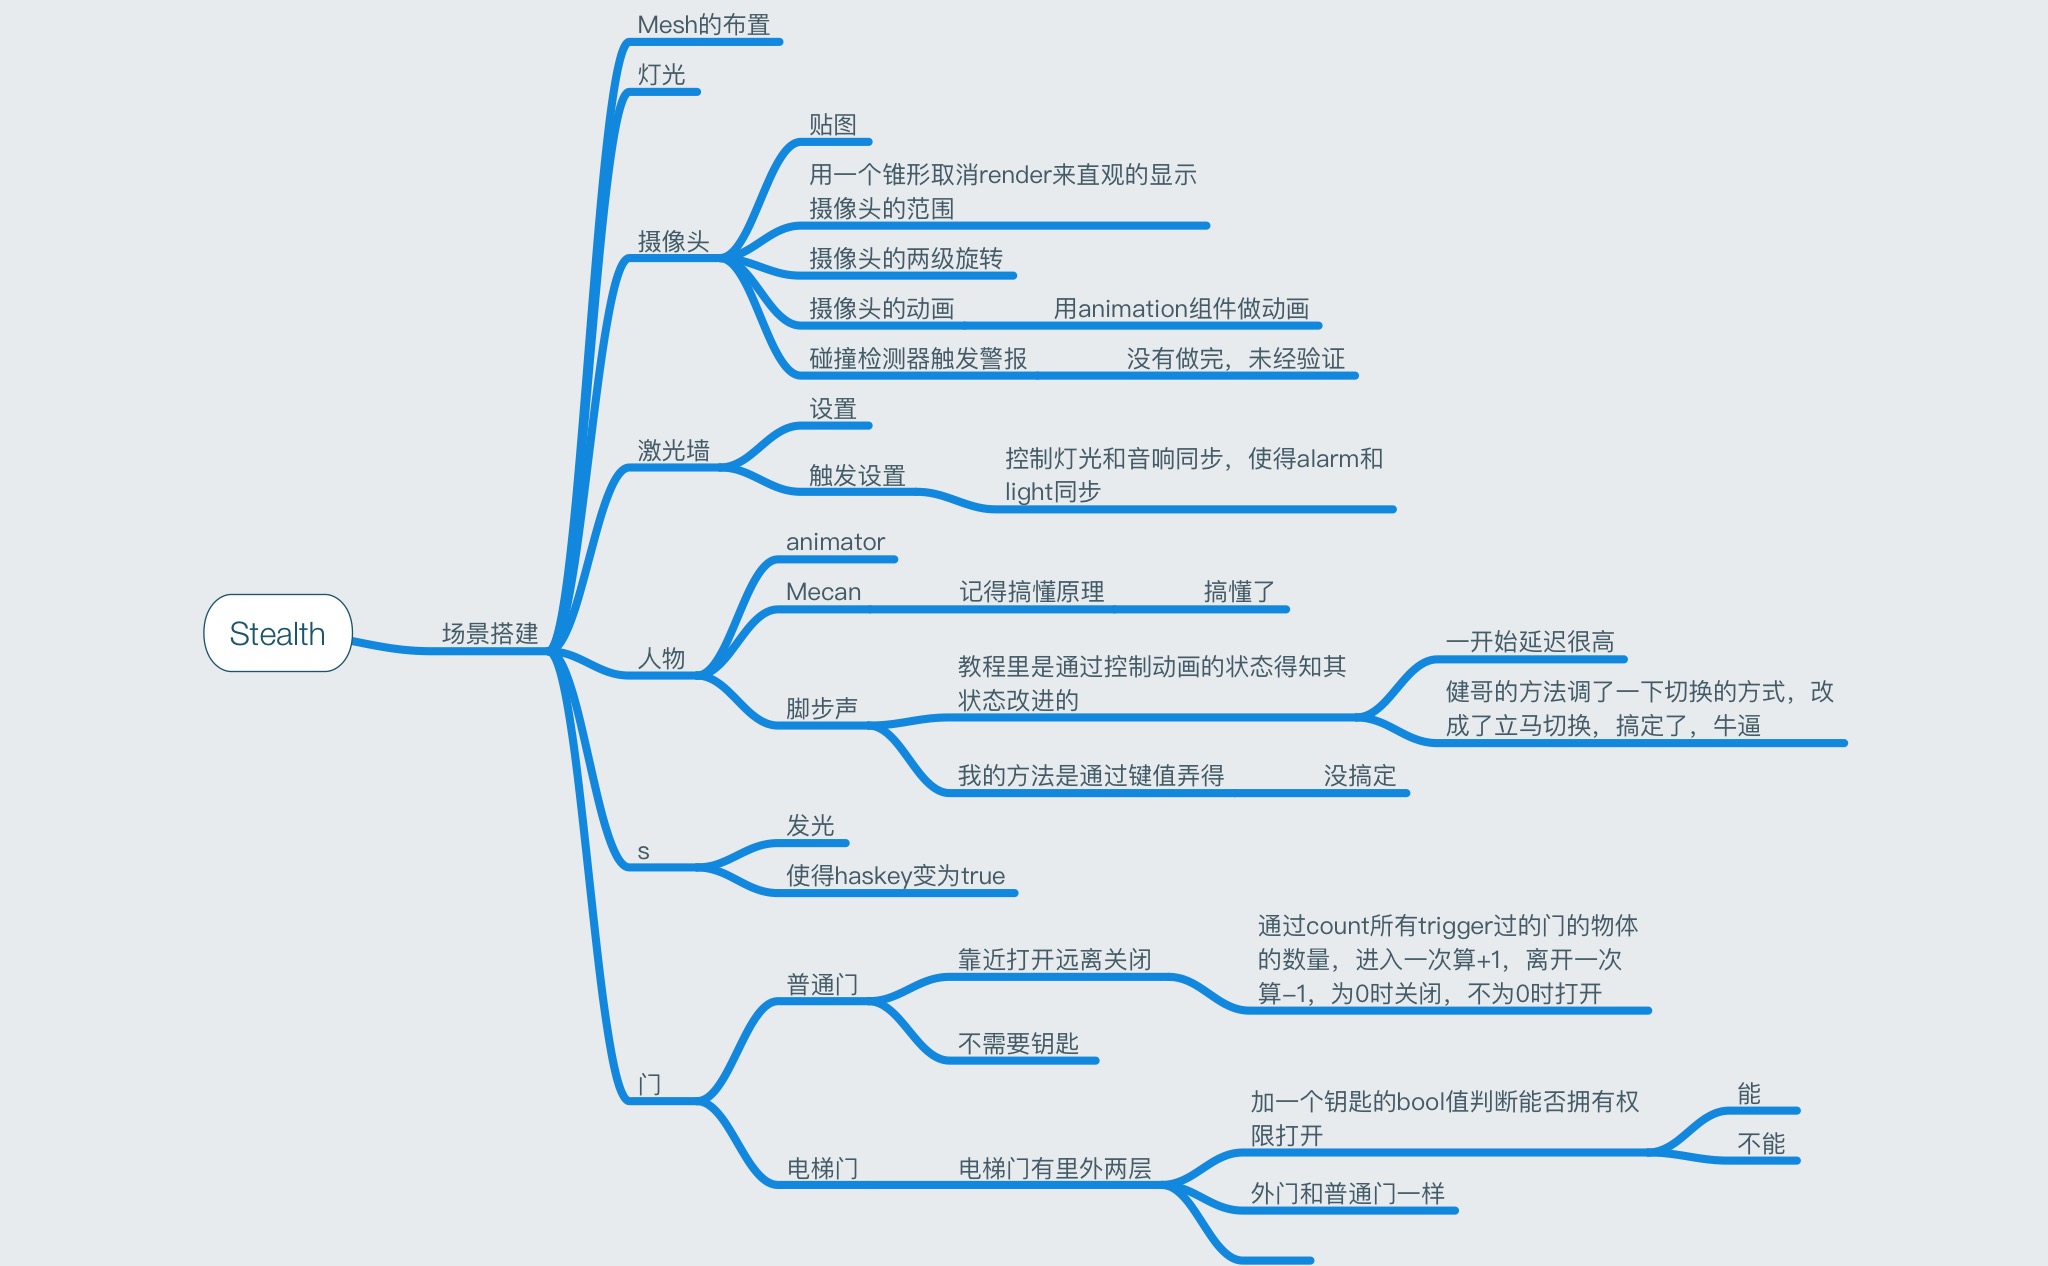 Mesh的布置
灯光
贴图
用一个锥形取消render来直观的显示
摄像头的范围
摄像头
摄像头的两级旋转
摄像头的动画
用animation组件做动画
碰撞检测器触发警报
没有做完，未经验证
设置
激光墙
触发设置
控制灯光和音响同步，使得alarm和
light同步
animator
Mecan
记得搞懂原理
搞懂了
Stealth
场景搭建
人物
脚步声
教程里是通过控制动画的状态得知其
状态改进的
一开始延迟很高
健哥的方法调了一下切换的方式，改
成了立马切换，搞定了，牛逼
我的方法是通过键值弄得
没搞定
发光
s
使得haskey变为true
普通门
靠近打开远离关闭
通过count所有trigger过的门的物体
的数量，进入一次算+1，离开一次
算-1，为0时关闭，不为0时打开
不需要钥匙
门
电梯门
电梯门有里外两层
加一个钥匙的bool值判断能否拥有权
限打开
能
不能
外门和普通门一样